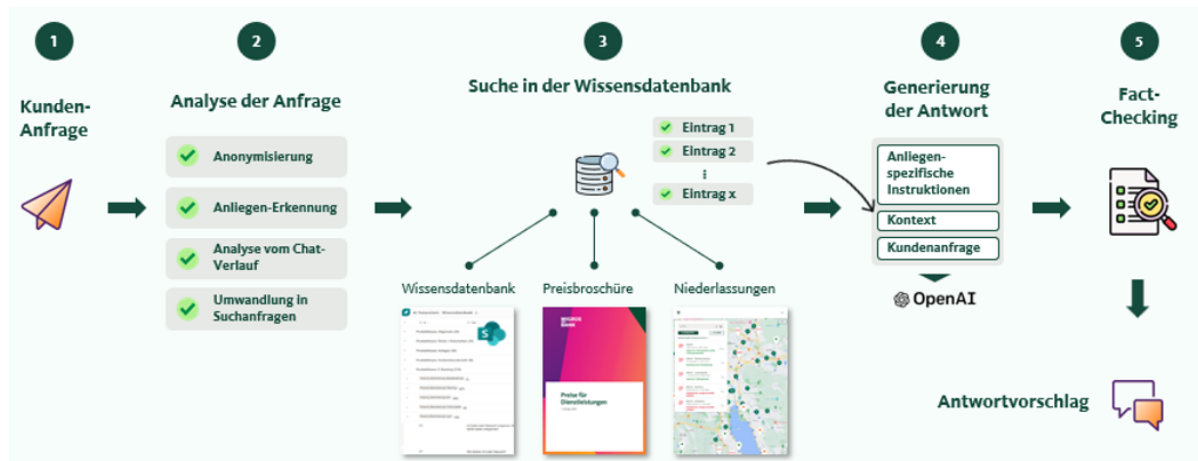 1
Kunden-
Anfrage
2
Analyse der Anfrage
Anonymisierung
Anliegen-Erkennung
Analyse vom Chat-
Verlauf
Umwandlung in
Suchanfragen
3
Suche in der Wissensdatenbank
Eintrag 1
Eintrag 2
Eintrag x
Wissensdatenbank
Preisbroschüre
MIGROS
BANK
Preise für
Dienstleistungen
Niederlassungen
4
Generierung
der Antwort
Anliegen-
spezifische
Instruktionen
Kontext
Kundenanfrage
OpenAI
5
Fact-
Checking
Antwortvorschlag